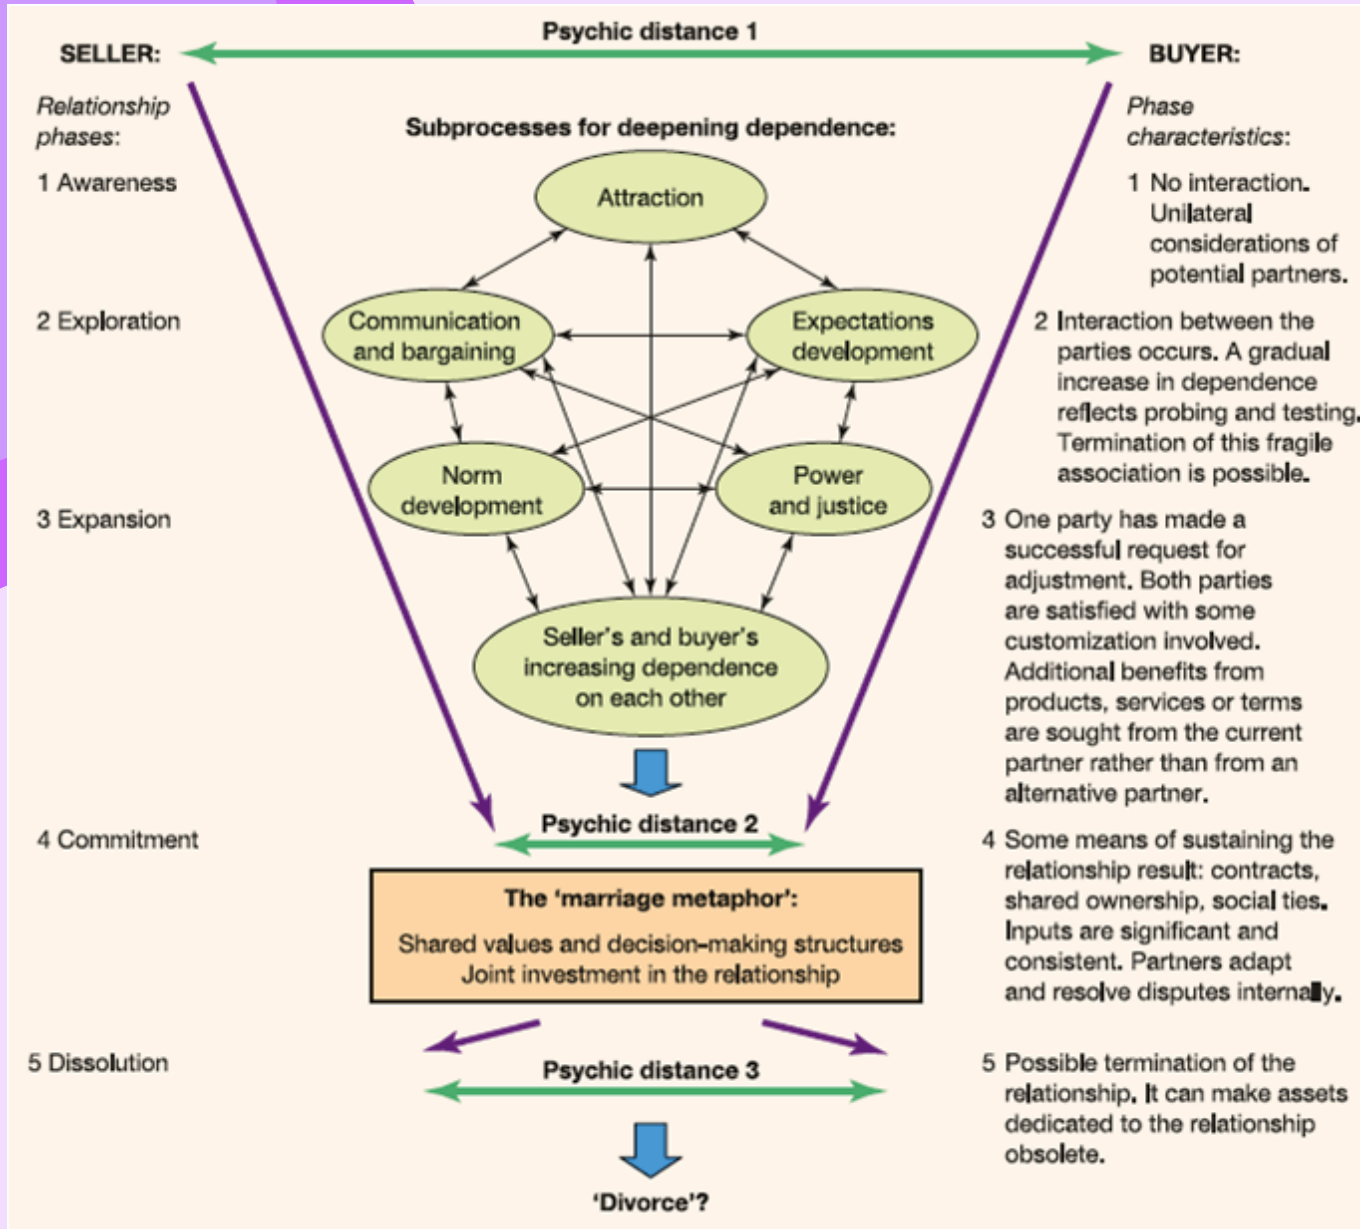 Psychic distance 1
SELLER:
BUYER:
Relationship
phases:
Phase
characteristics:
Subprocesses for deepening dependence:
1 Awareness
Attraction
1 No interaction.
Unilateral
considerations of
potential partners.
2 Exploration
Communication
and bargaining
Expectations
development
2 Interaction between the
parties occurs. A gradual
increase in dependence
reflects probing and testing.
Termination of this fragile
association is possible.
Norm
development
Power
and justice
3 Expansion
3 One party has made a
successful request for
adjustment. Both parties
are satisfied with some
customization involved.
Additional benefits from
products, services or terms
are sought from the current
partner rather than from an
alternative partner.
Seller's and buyer's
increasing dependence
on each other
Psychic distance 2
4 Commitment
4 Some means of sustaining the
relationship result: contracts,
shared ownership, social ties.
Inputs are significant and
consistent. Partners adapt
and resolve disputes internally.
The 'marriage metaphor':
Shared values and decision-making structures
Joint investment in the relationship
5 Dissolution
Psychic distance 3
5 Possible termination of the
relationship. It can make assets
dedicated to the relationship
obsolete.
'Divorce'?